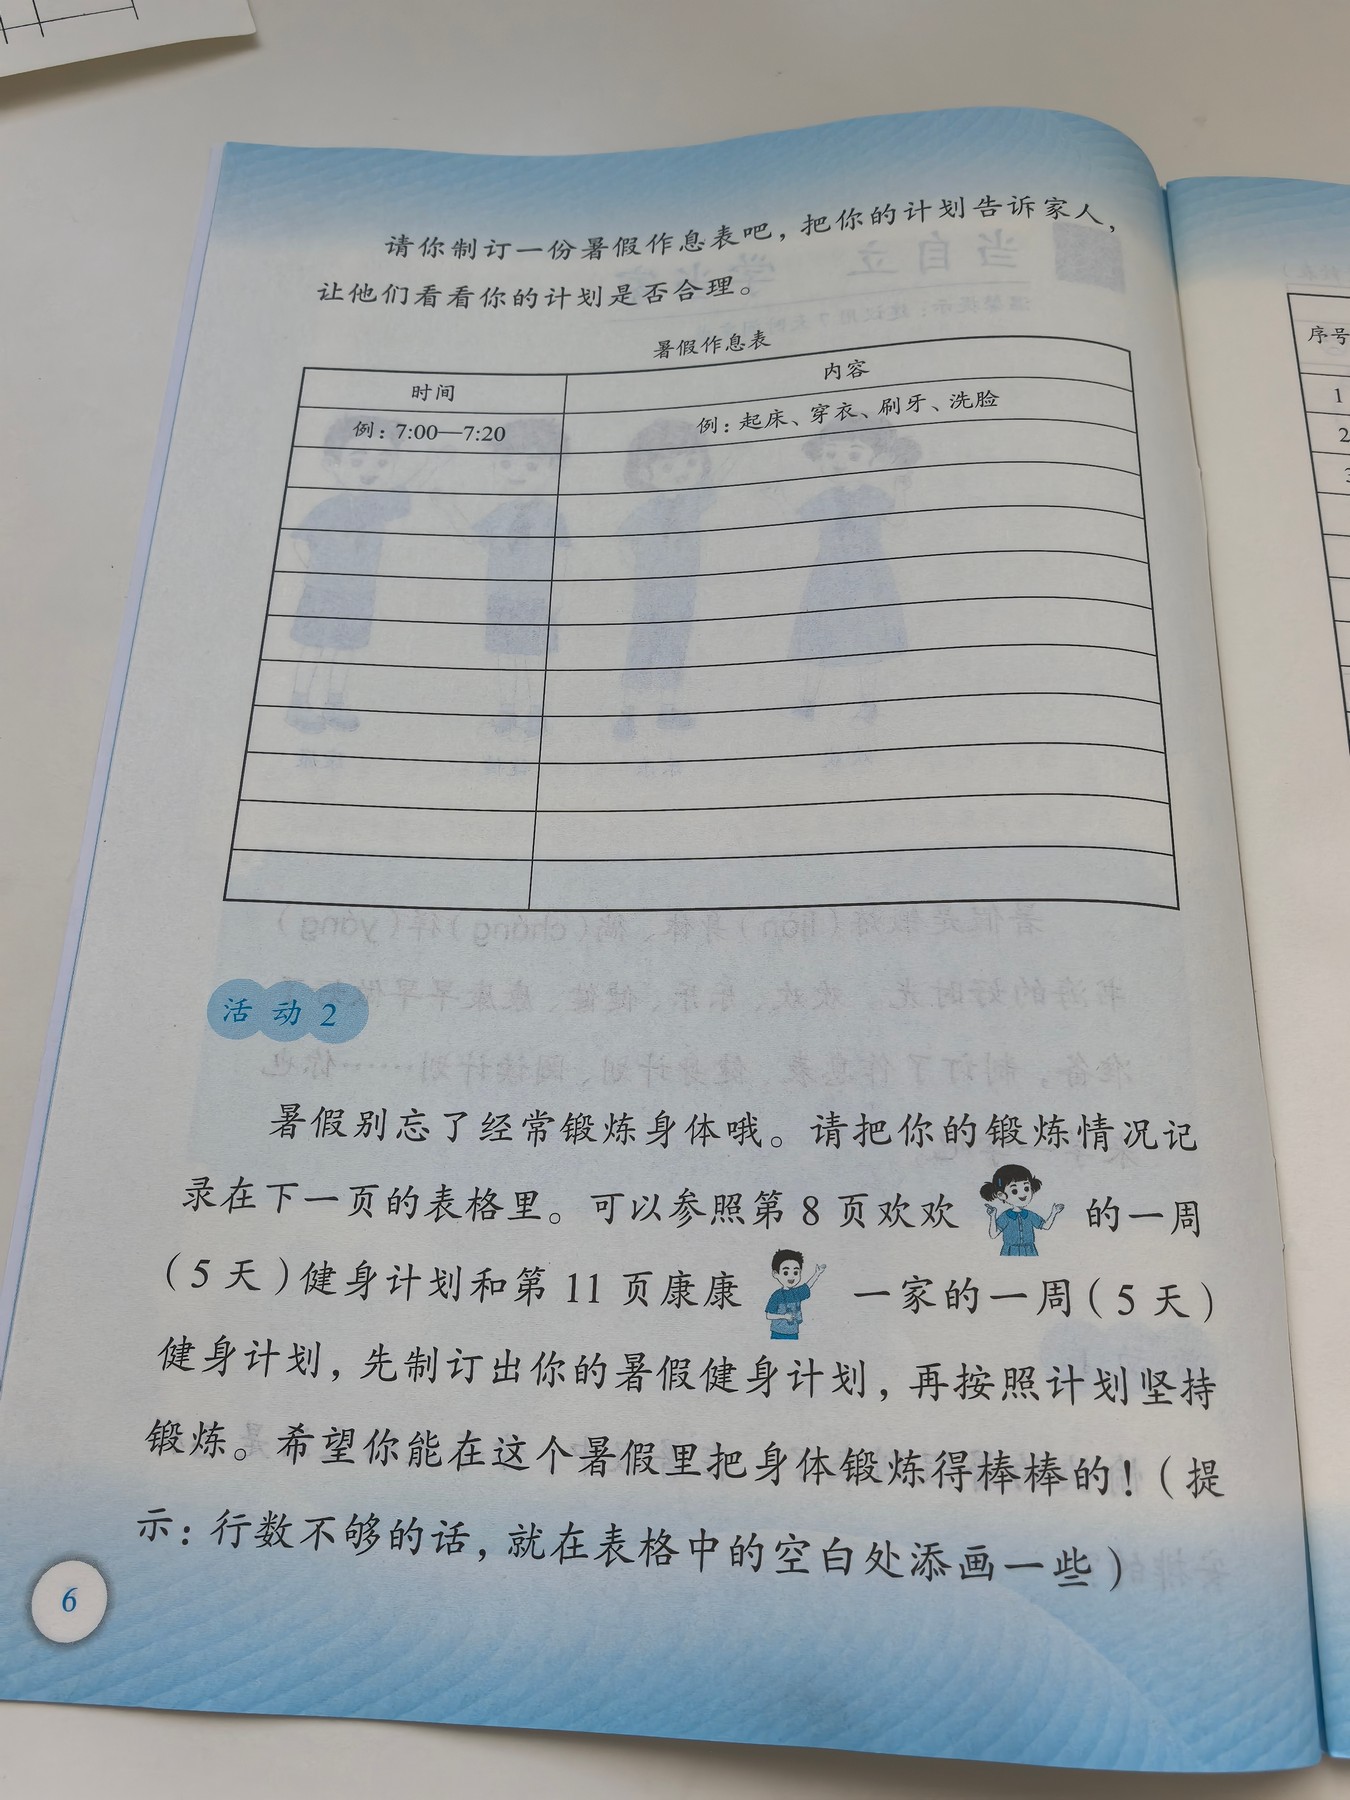 请你制订一份暑假作息表吧，把你的计划告诉家人，
让他们看看你的计划是否合理。
暑假作息表
时间 内容
例：7:00—7:20 例：起床、穿衣、刷牙、洗脸
活动2
暑假别忘了经常锻炼身体哦。请把你的锻炼情况记
录在下一页的表格里。可以参照第8页欢欢 的一周
（5天）健身计划和第11页康康 一家的一周（5天）
健身计划，先制订出你的暑假健身计划，再按照计划坚持
锻炼。希望你能在这个暑假里把身体锻炼得棒棒的！（提
示：行数不够的话，就在表格中的空白处添画一些）
6
序号
1
2